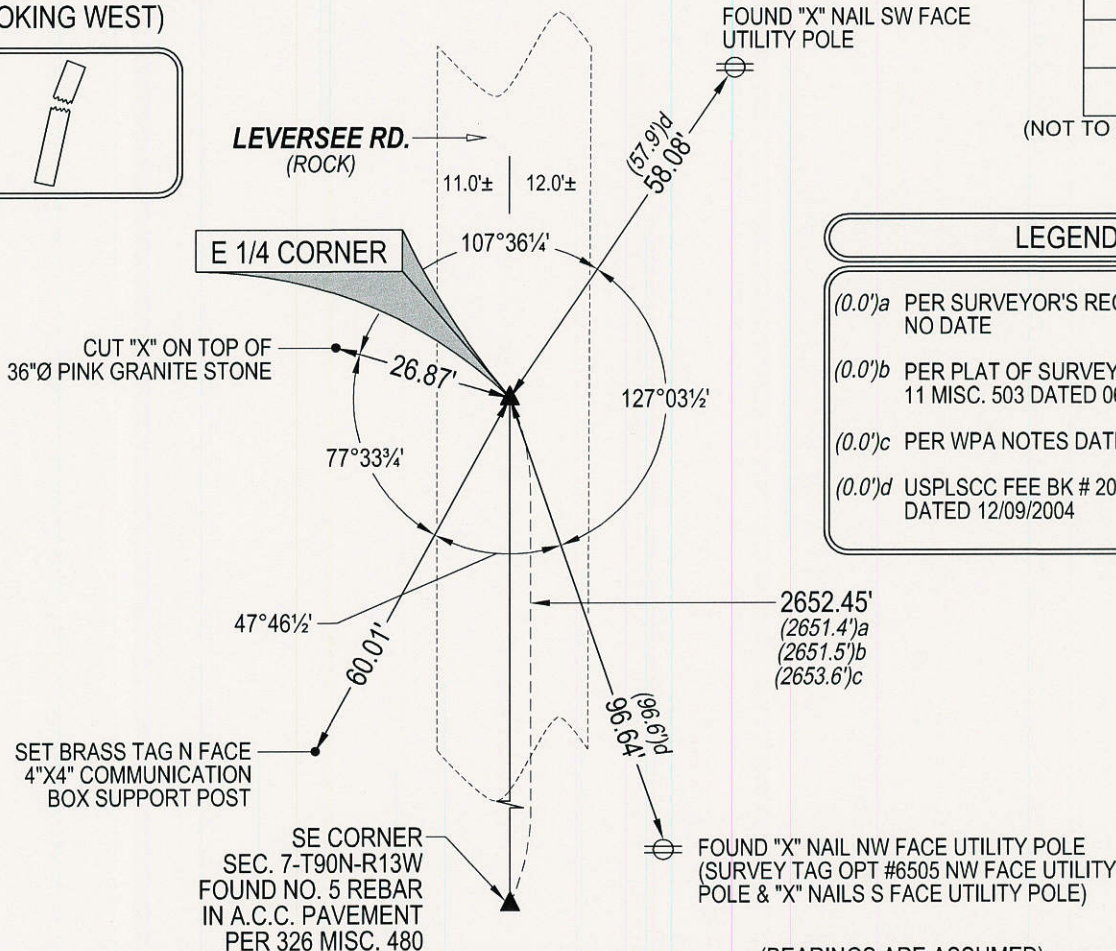 OKING WEST)
FOUND "X" NAIL SW FACE
UTILITY POLE
(NOT TO
LEVERSEE RD.
(ROCK)
11.0'±
12.0'±
(57.9')d
58.08'
107°36¼'
E 1/4 CORNER
CUT "X" ON TOP OF
36"Ø PINK GRANITE STONE
26.87'
127°03½'
77°33¾'
LEGEND
(0.0')a PER SURVEYOR'S REC
NO DATE
(0.0')b PER PLAT OF SURVEY
11 MISC. 503 DATED 06
(0.0')c PER WPA NOTES DATE
(0.0')d USPLSCC FEE BK # 20
DATED 12/09/2004
47°46½'
60.01'
2652.45'
(2651.4')a
(2651.5')b
(2653.6')c
(96.6')d
96.64'
SET BRASS TAG N FACE
4"X4" COMMUNICATION
BOX SUPPORT POST
SE CORNER
SEC. 7-T90N-R13W
FOUND NO. 5 REBAR
IN A.C.C. PAVEMENT
PER 326 MISC. 480
FOUND "X" NAIL NW FACE UTILITY POLE
(SURVEY TAG OPT #6505 NW FACE UTILITY
POLE & "X" NAILS S FACE UTILITY POLE)
(BEARINGS ARE ASSUMED)